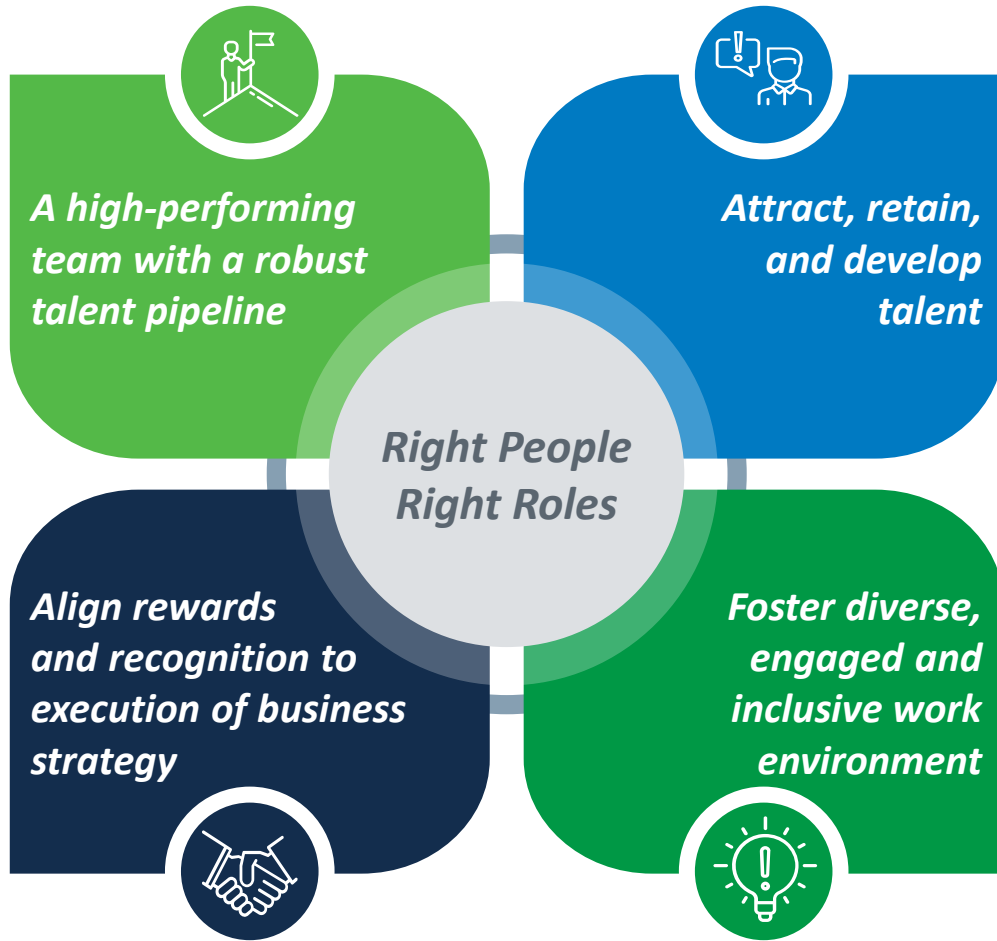 A high-performing
team with a robust
talent pipeline
Attract, retain,
and develop
talent
Right People
Right Roles
Align rewards
and recognition to
execution of business
strategy
Foster diverse,
engaged and
inclusive work
environment